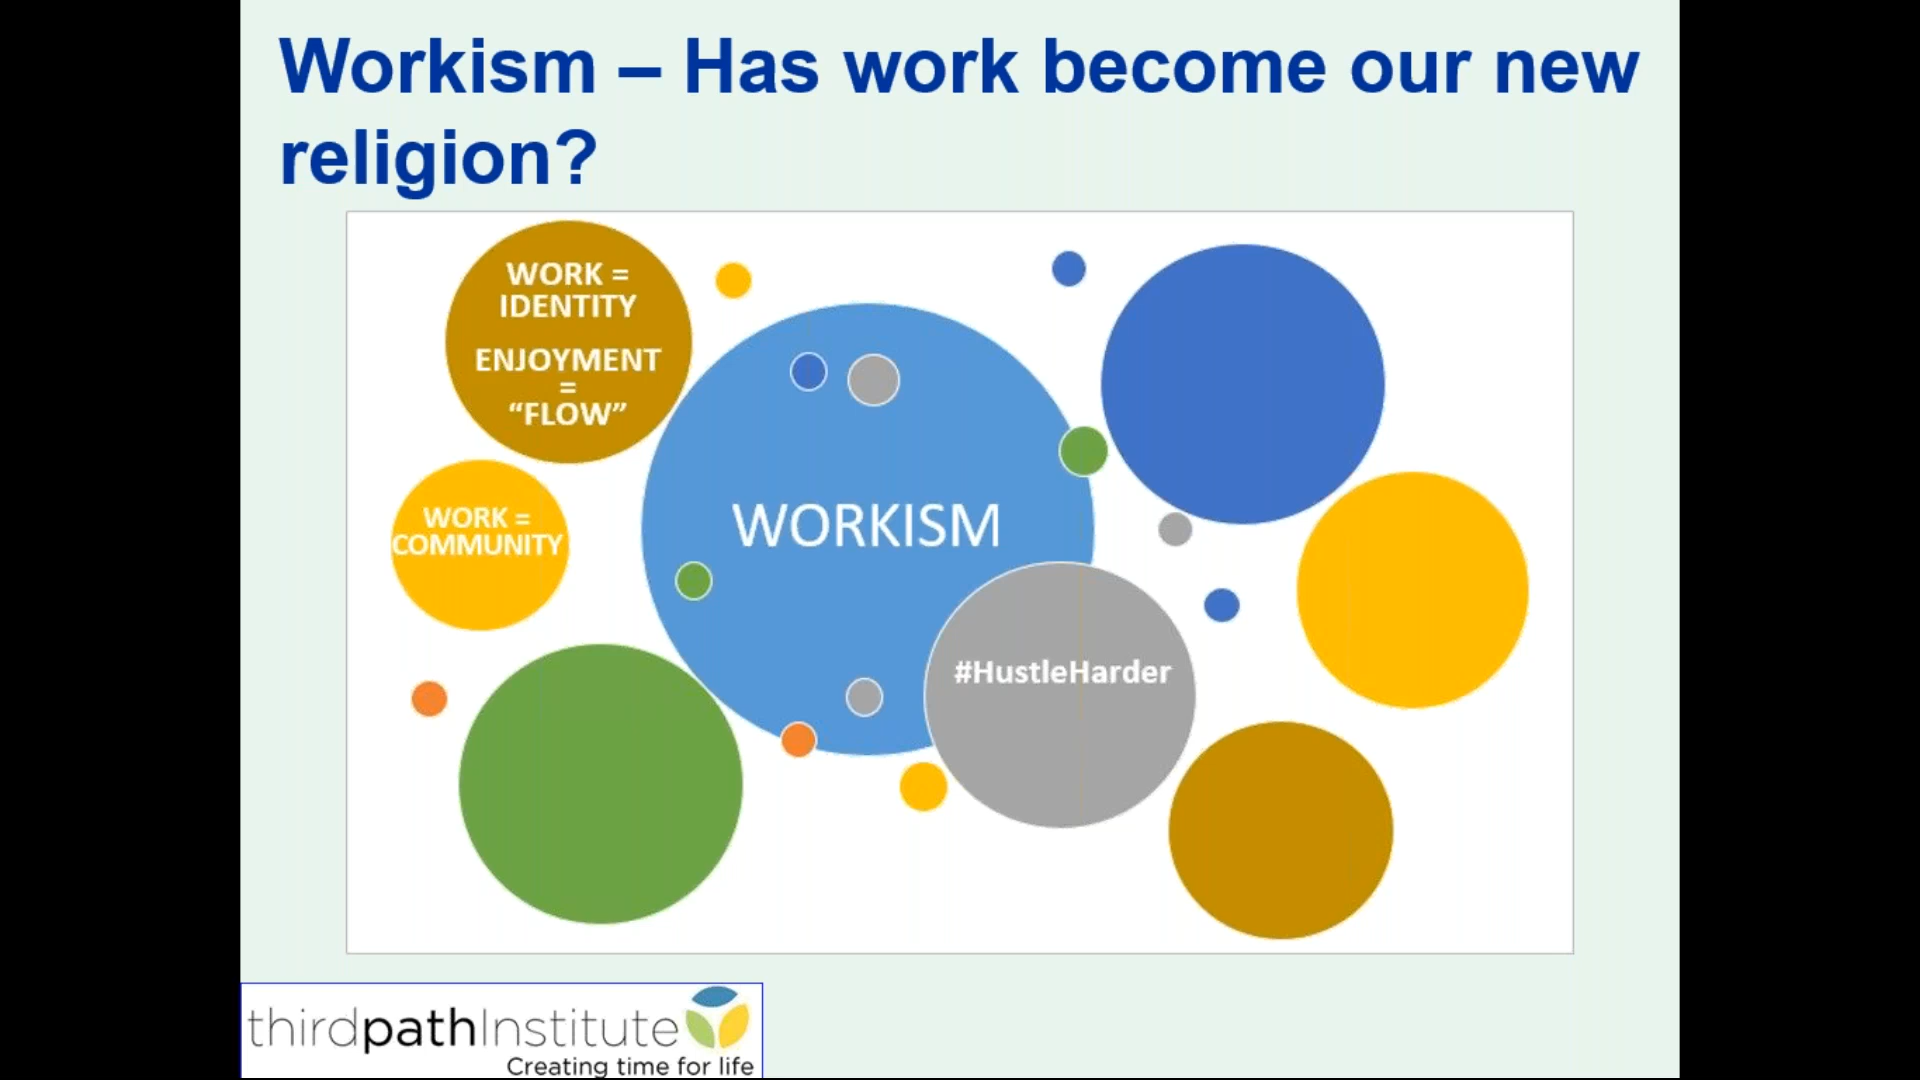 Workism – Has work become our new
religion?
WORK =
IDENTITY
ENJOYMENT
=
“FLOW”
WORK =
COMMUNITY
WORKISM
#HustleHarder
thirdpathInstitute
Creating time for life